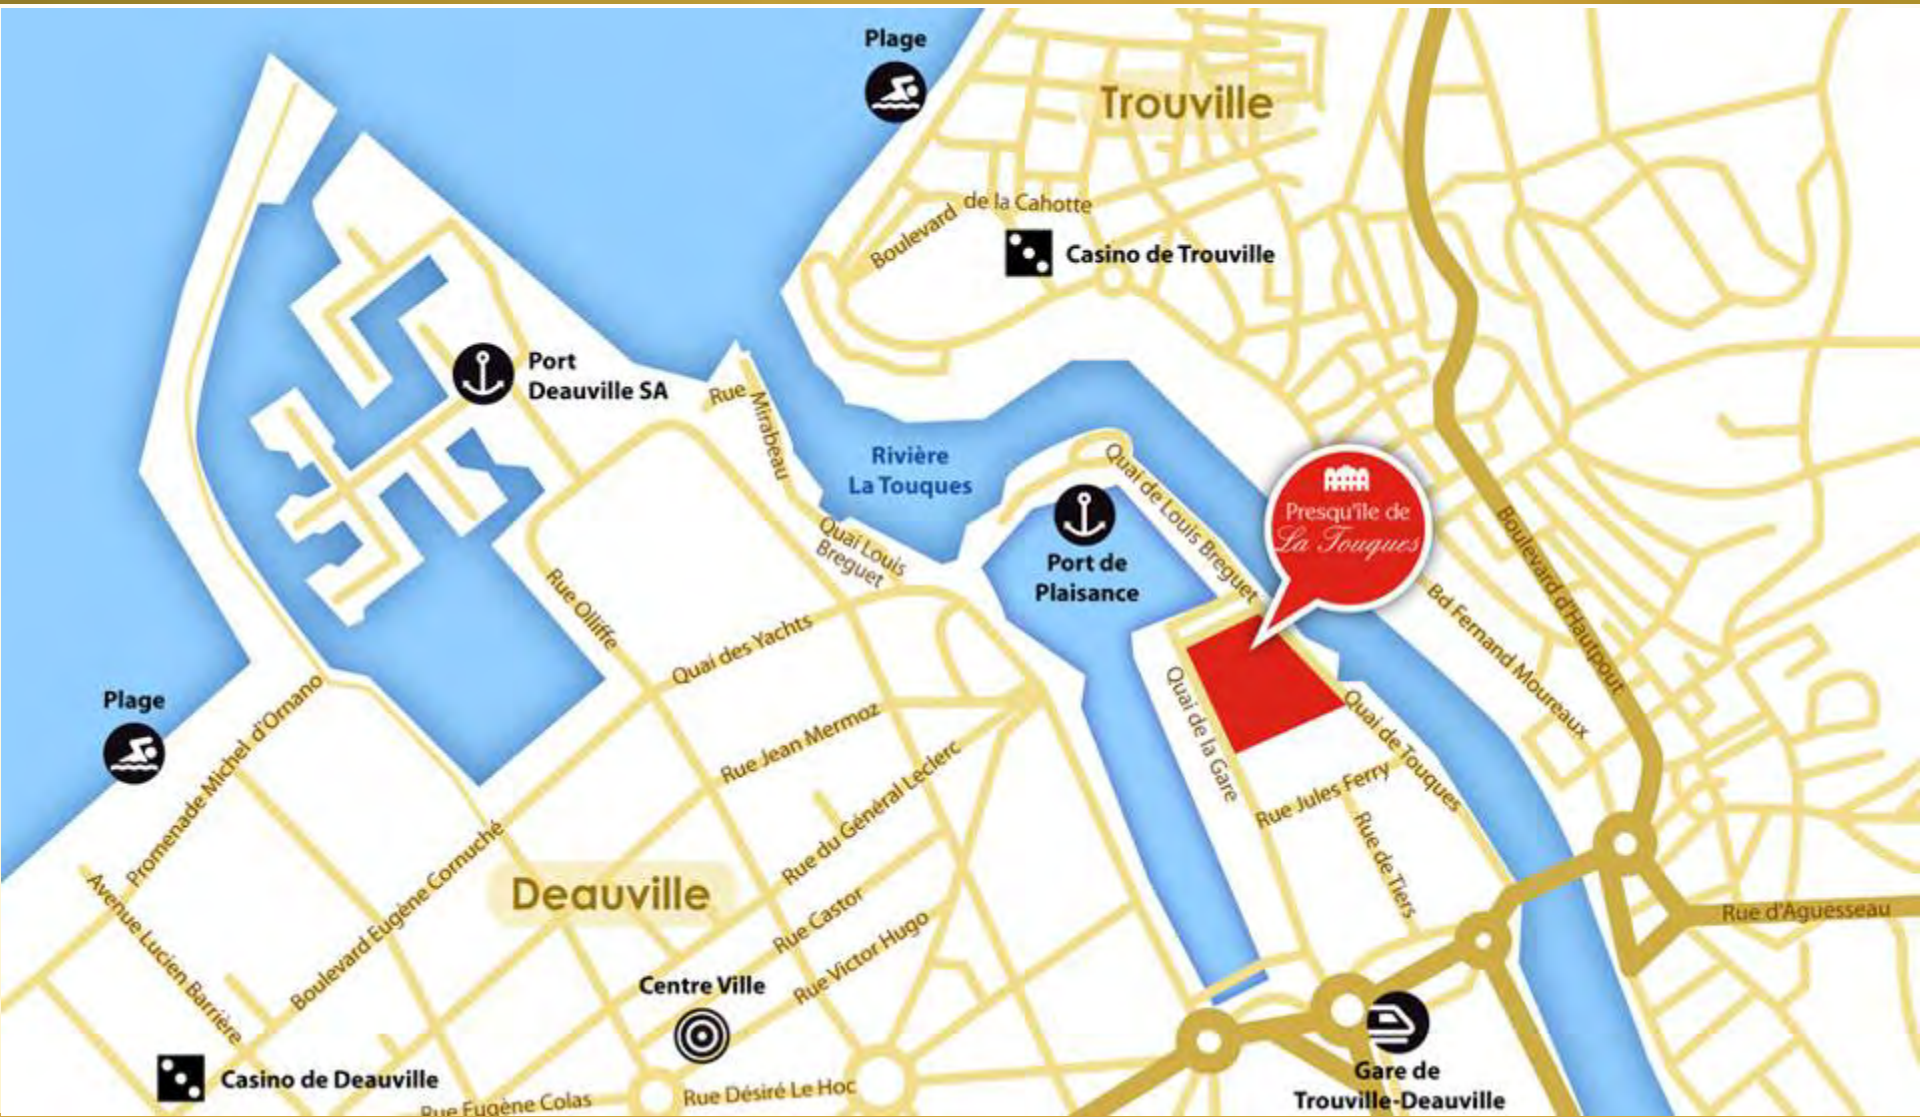 Plage
Trouville
Boulevard
de la Cahotte
Casino de Trouville
Port
Deauville SA
Rue
Mirabeau
Rivière
La Touques
Quai de Louis Breguet
Presqu'île de
La Touques
Quai Louis
Breguet
Port de
Plaisance
Boulevard d'Hautpout
Bd Fernand Moureaux
Rue Olliffe
Quai des Yachts
Plage
Promenade Michel d'Ornano
Rue Jean Mermoz
Quai de la Gare
Quai de Touques
Rue du Général Leclerc
Rue Jules Ferry
Rue de Tiers
Boulevard Eugène Cornuché
Deauville
Avenue Lucien Barrière
Rue Castor
Rue Victor Hugo
Rue d'Aguesseau
Centre Ville
Casino de Deauville
Gare de
Trouville-Deauville
Rue Désiré Le Hoc
Rue Eugène Colas